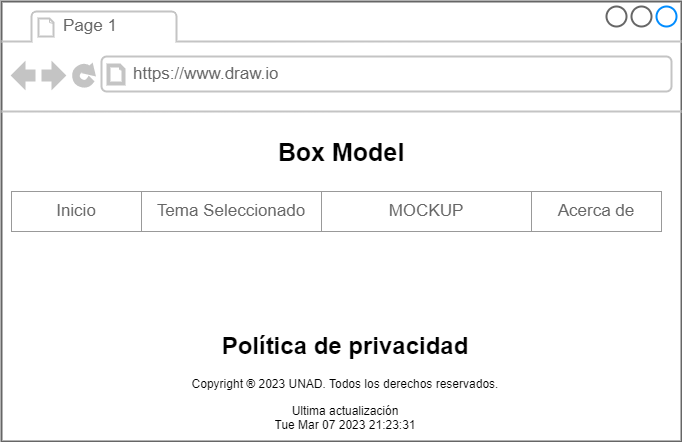 Page 1
https://www.draw.io
Box Model
Inicio Tema Seleccionado MOCKUP Acerca de
Política de privacidad
Copyright ® 2023 UNAD. Todos los derechos reservados.
Ultima actualización
Tue Mar 07 2023 21:23:31